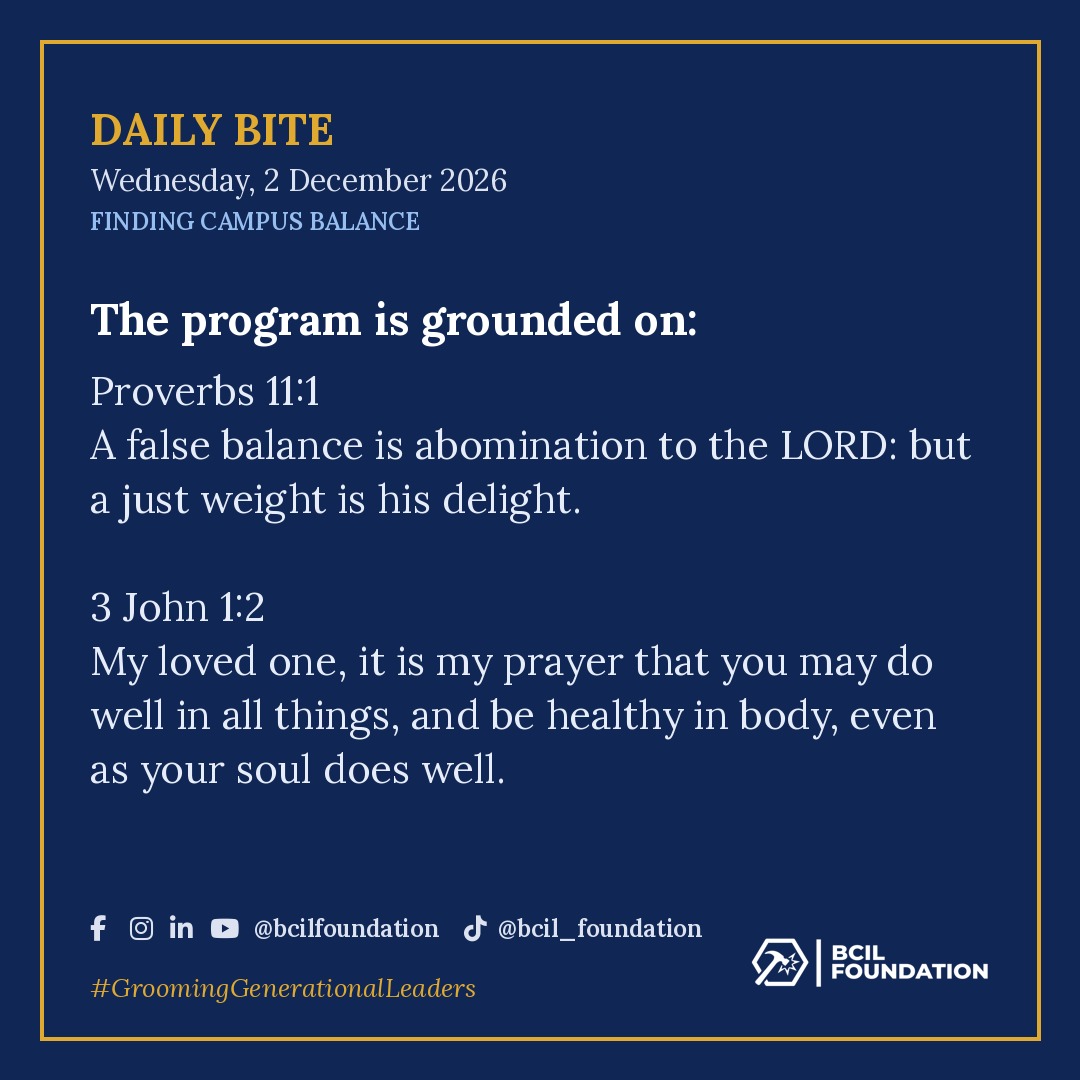 DAILY BITE
Wednesday, 2 December 2026
FINDING CAMPUS BALANCE
The program is grounded on:
Proverbs 11:1
A false balance is abomination to the LORD: but
a just weight is his delight.
3 John 1:2
My loved one, it is my prayer that you may do
well in all things, and be healthy in body, even
as your soul does well.
@bcilfoundation @bcil_foundation
#GroomingGenerationalLeaders
BCIL
FOUNDATION